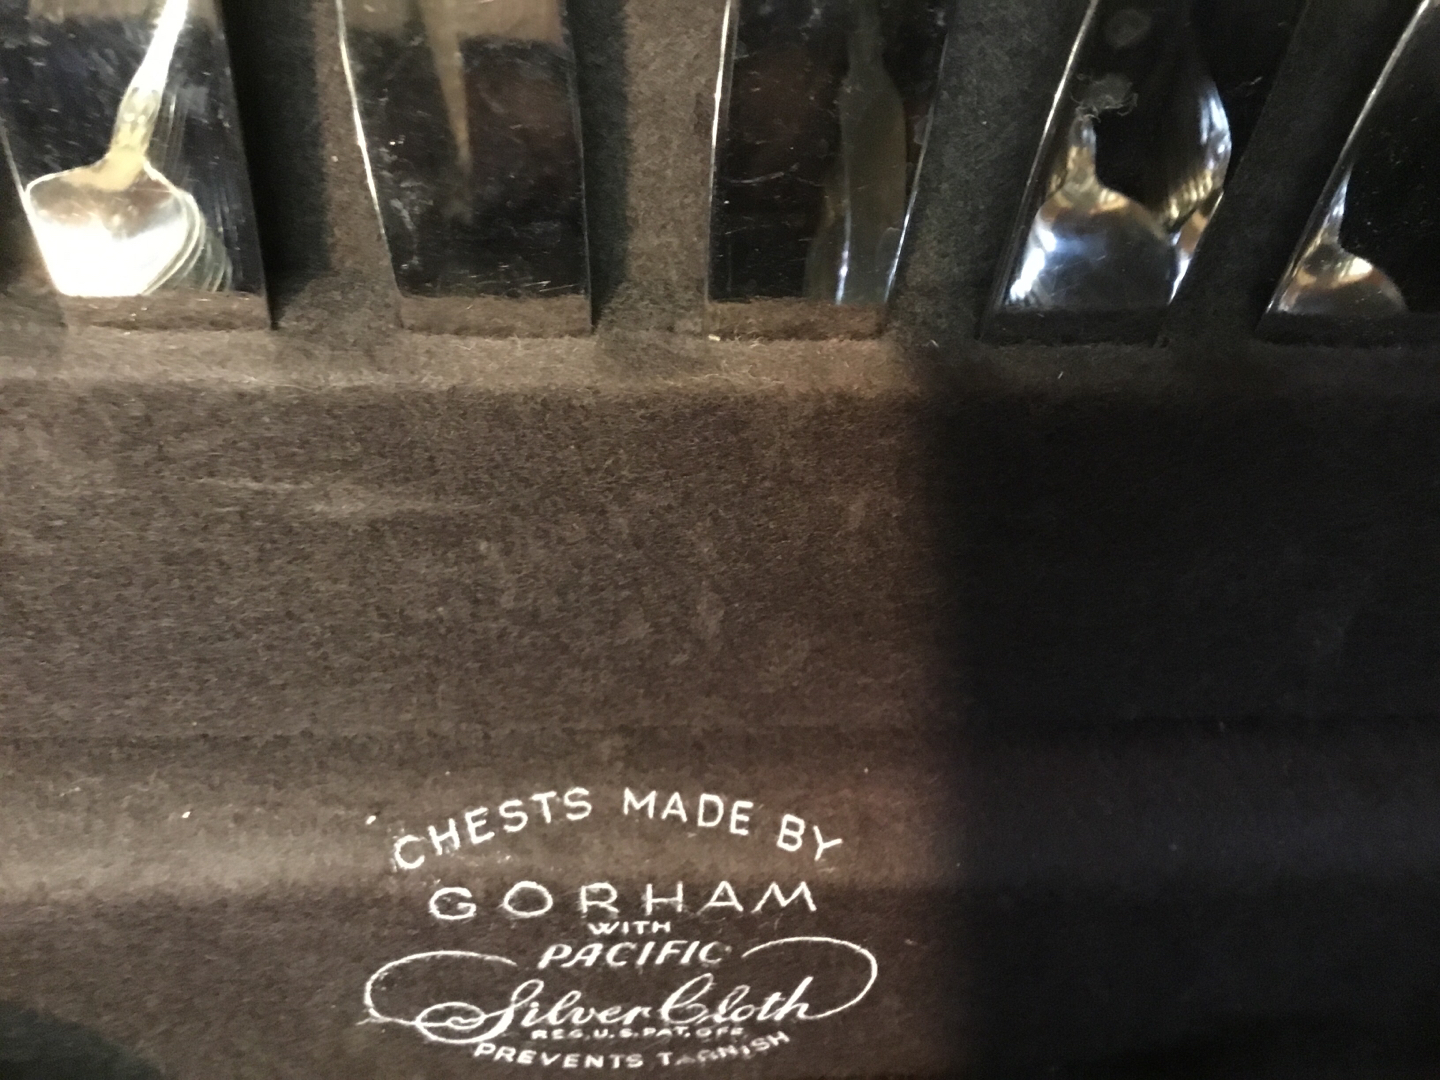 CHESTS MADE BY
GORHAM
WITH
PACIFIC
Silver Cloth
REG. U.S. PAT. OFF.
PREVENTS TARNISH